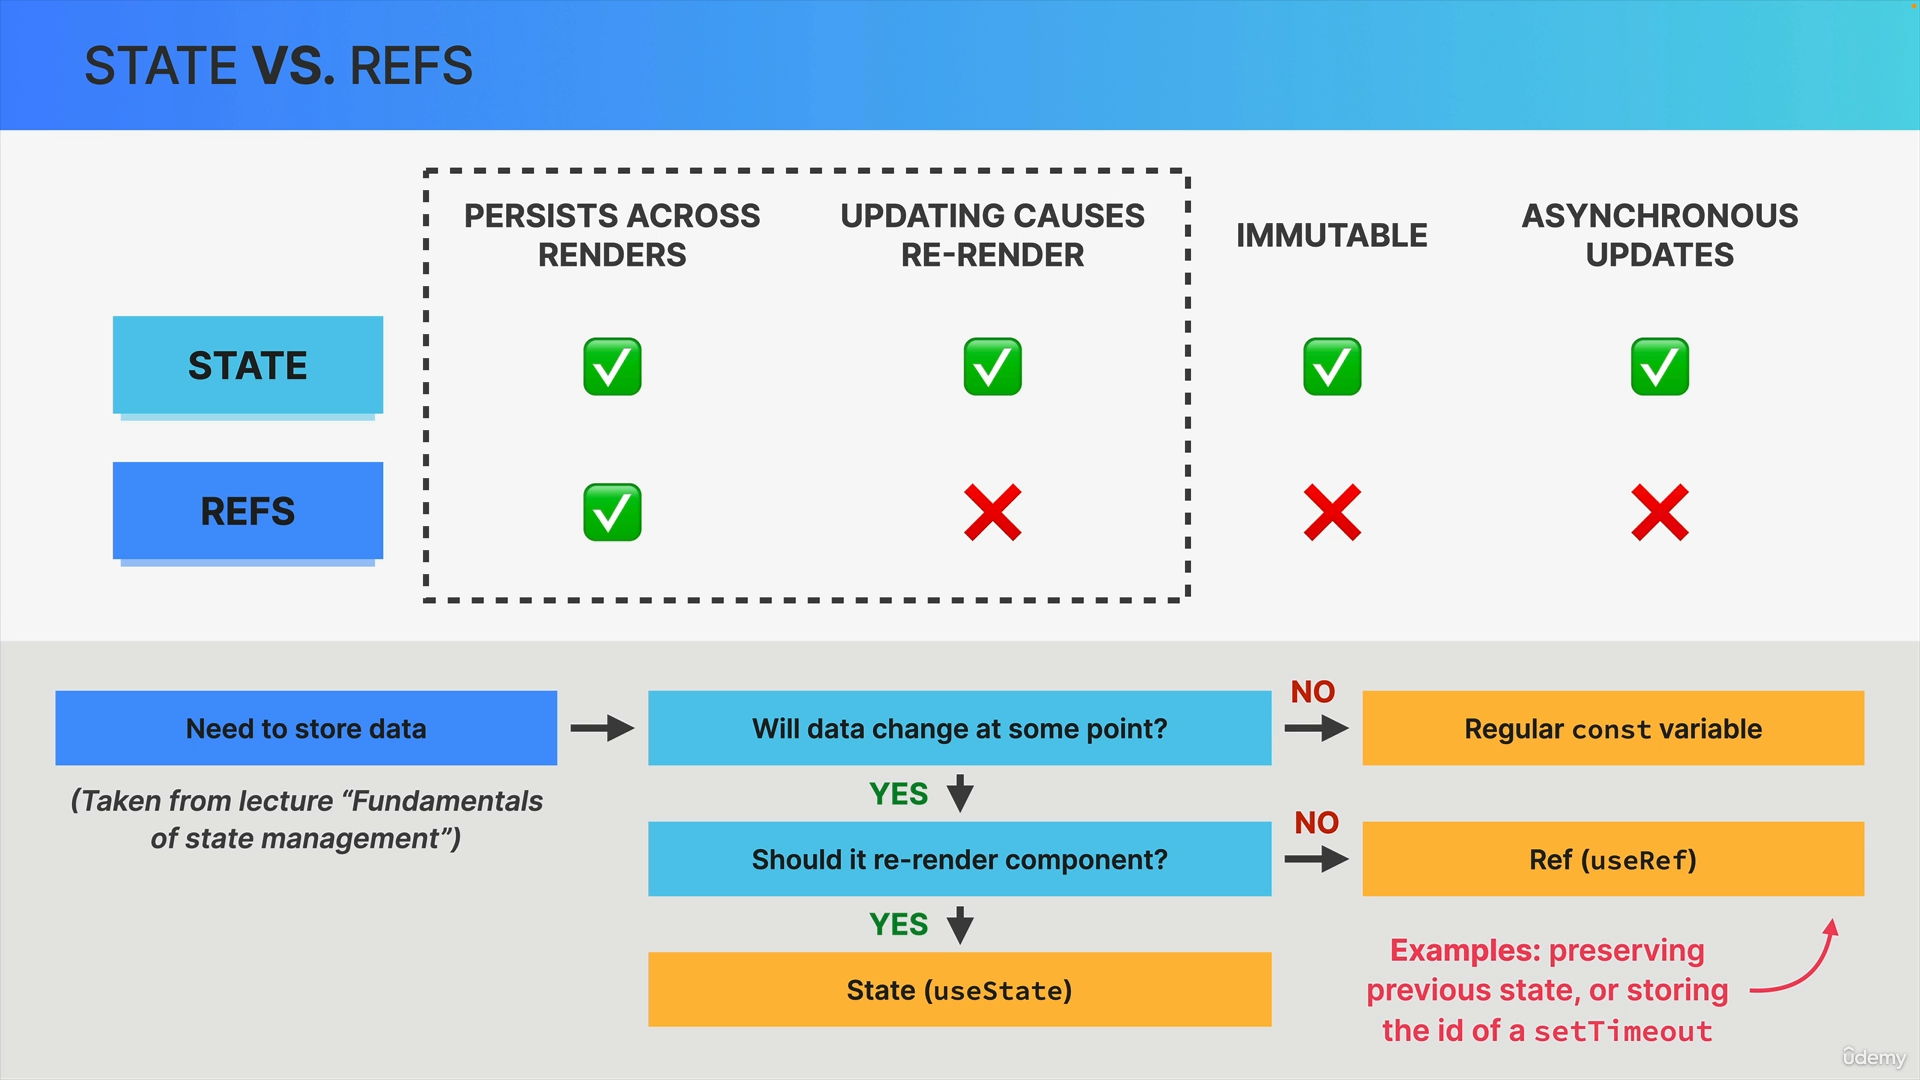 STATE VS. REFS
PERSISTS ACROSS
RENDERS
UPDATING CAUSES
RE-RENDER
IMMUTABLE
ASYNCHRONOUS
UPDATES
STATE
REFS
Need to store data
(Taken from lecture “Fundamentals
of state management”)
Will data change at some point?
NO
Regular const variable
YES
Should it re-render component?
NO
Ref (useRef)
YES
State (useState)
Examples: preserving
previous state, or storing
the id of a setTimeout
ûdemy